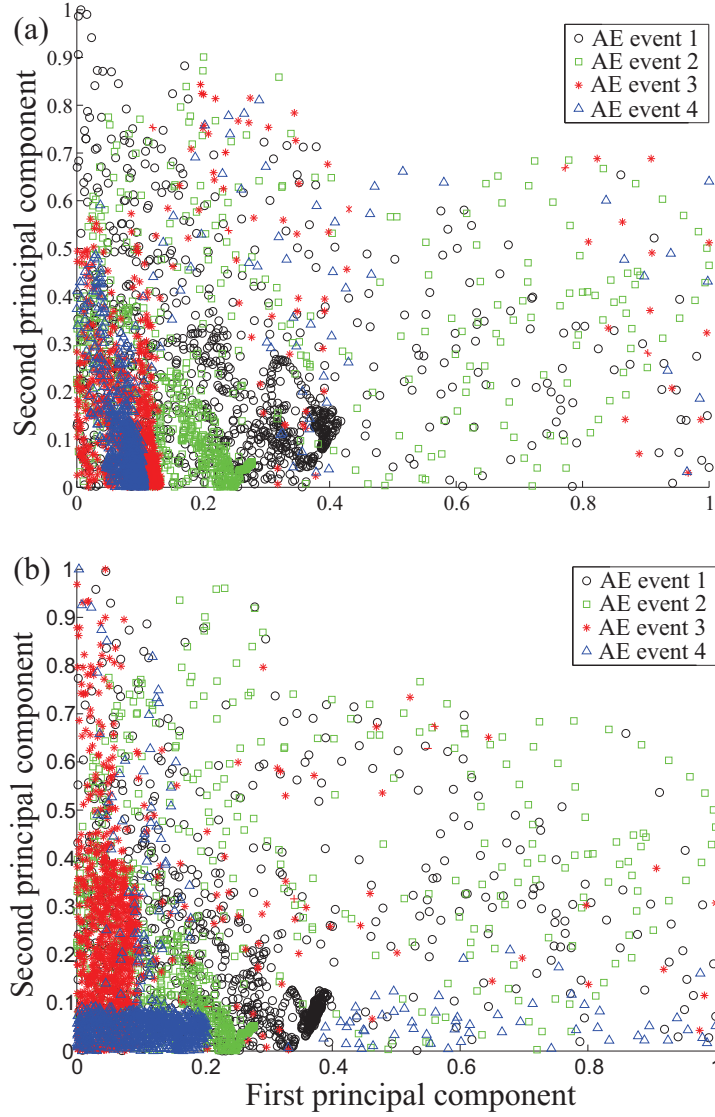 (a)
AE event 1
AE event 2
AE event 3
AE event 4
Second principal component
1
0.9
0.8
0.7
0.6
0.5
0.4
0.3
0.2
0.1
0
0 0.2 0.4 0.6 0.8 1
(b)
AE event 1
AE event 2
AE event 3
AE event 4
Second principal component
1
0.9
0.8
0.7
0.6
0.5
0.4
0.3
0.2
0.1
0
0 0.2 0.4 0.6 0.8 1
First principal component